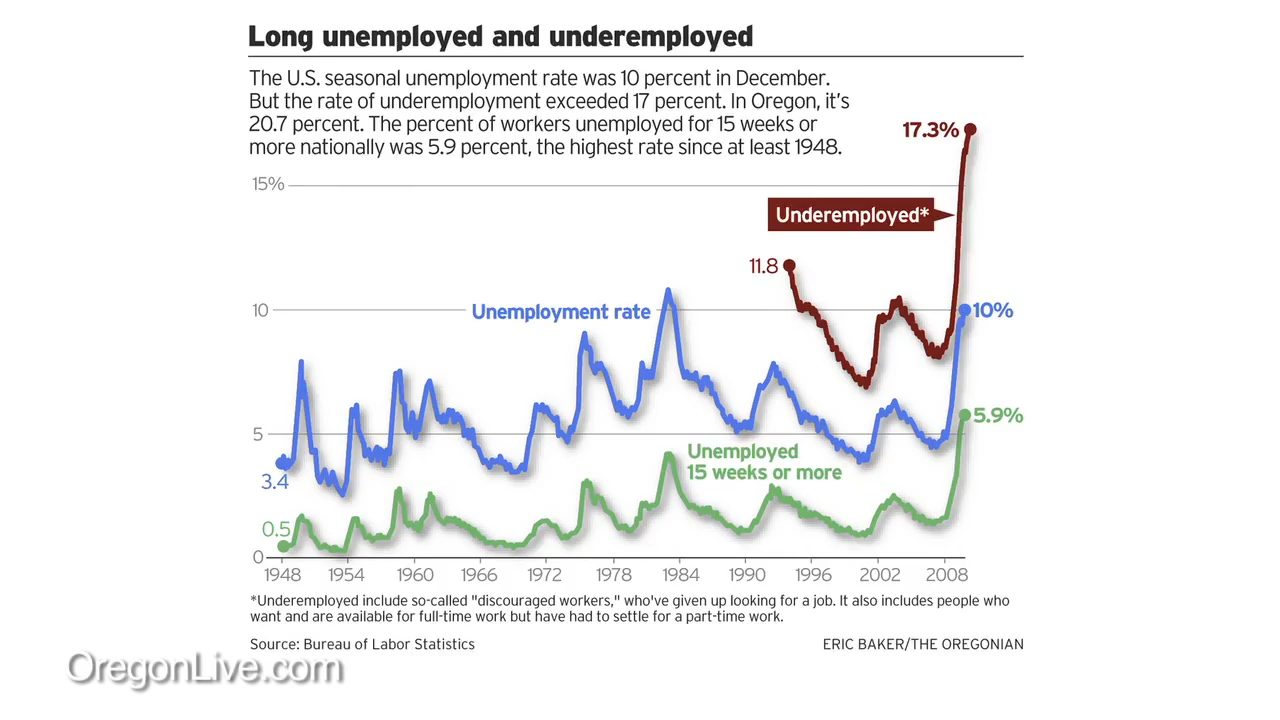 Long unemployed and underemployed
The U.S. seasonal unemployment rate was 10 percent in December.
But the rate of underemployment exceeded 17 percent. In Oregon, it's
20.7 percent. The percent of workers unemployed for 15 weeks or
more nationally was 5.9 percent, the highest rate since at least 1948.
17.3%
15%
Underemployed*
11.8
10
Unemployment rate
10%
5
5.9%
Unemployed
15 weeks or more
3.4
0.5
0
1948 1954 1960 1966 1972 1978 1984 1990 1996 2002 2008
*Underemployed include so-called "discouraged workers," who've given up looking for a job. It also includes people who
want and are available for full-time work but have had to settle for a part-time work.
Source: Bureau of Labor Statistics
ERIC BAKER/THE OREGONIAN
OregonLive.com